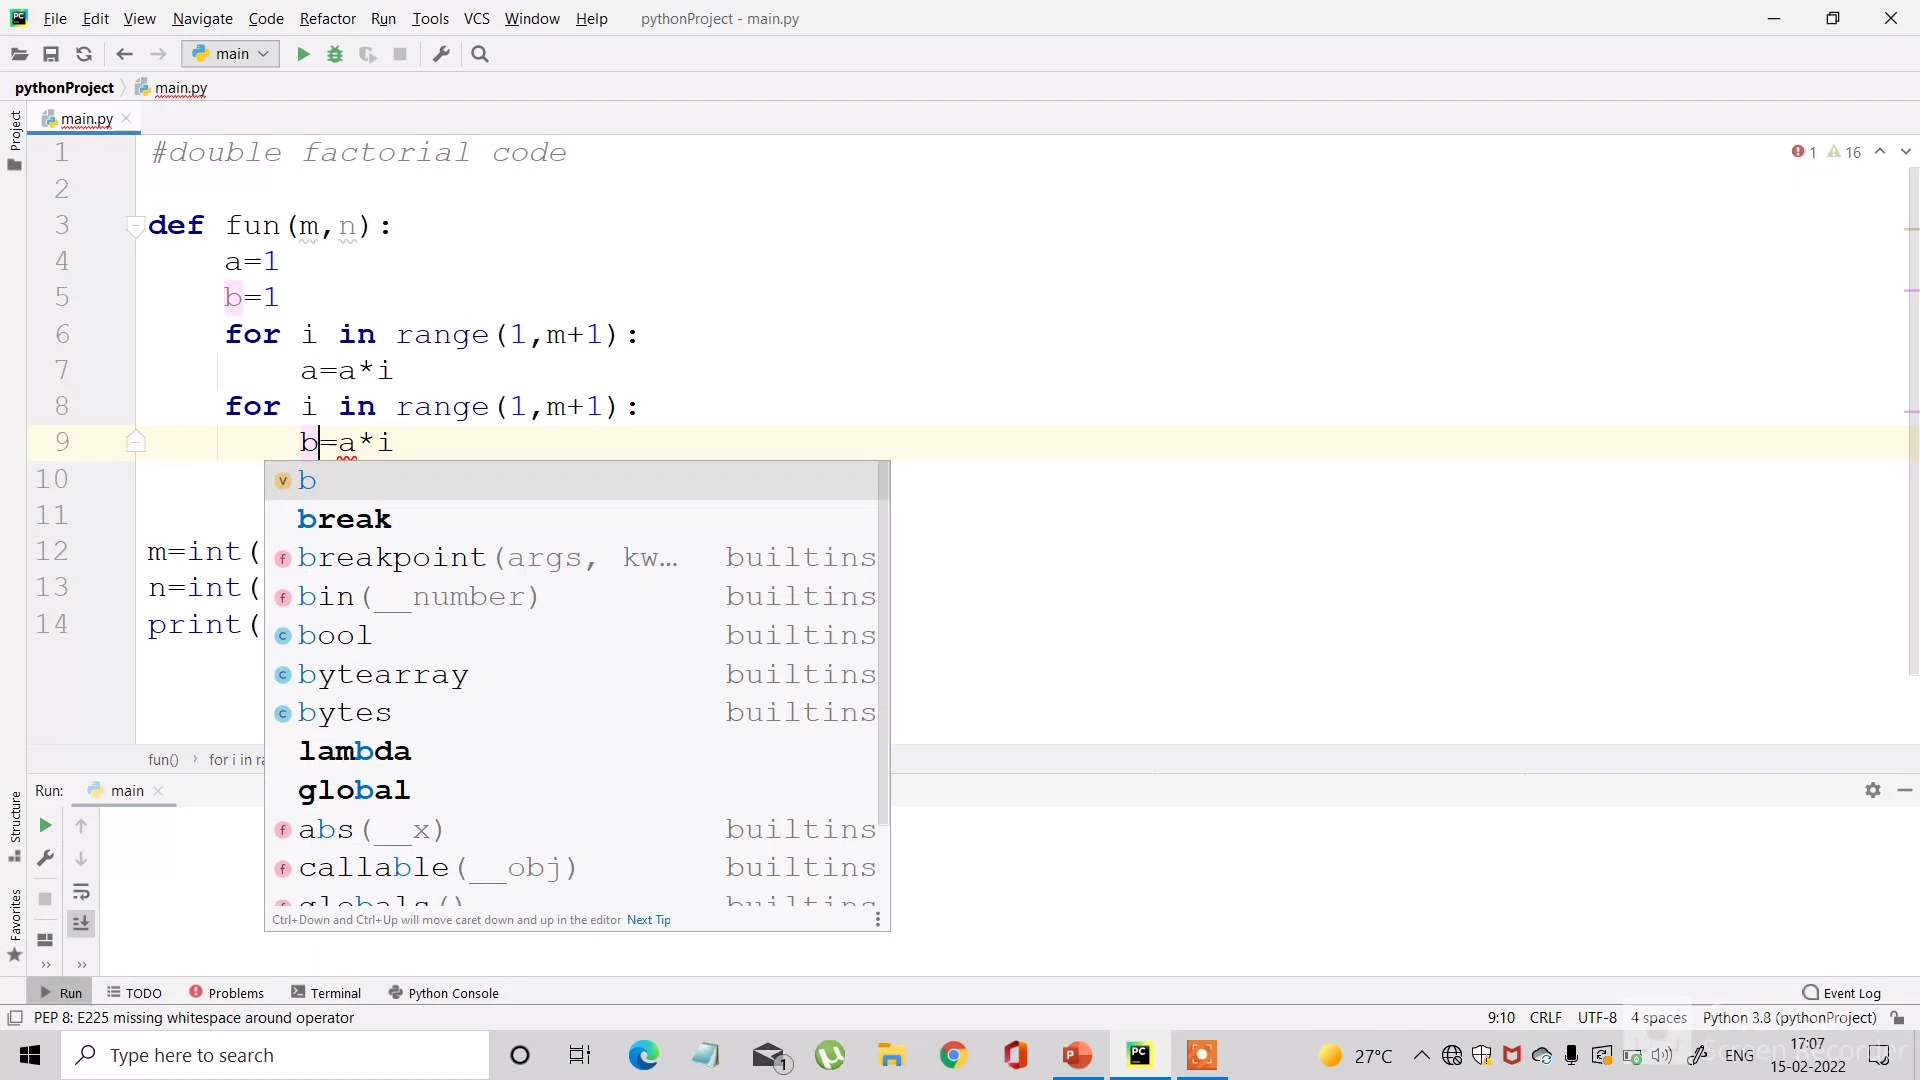 File Edit View Navigate Code Refactor Run Tools VCS Window Help pythonProject - main.py
main
pythonProject main.py
main.py
Project
1 16
1 #double factorial code
2
3 def fun(m,n):
4 a=1
5 b=1
6 for i in range(1,m+1):
7 a=a*i
8 for i in range(1,m+1):
9 b=a*i
10
11
12 m=int(
13 n=int(
14 print(
b
break
breakpoint(args, kw... builtins
bin(__number) builtins
bool builtins
bytearray builtins
bytes builtins
lambda
global
abs(__x) builtins
callable(__obj) builtins
globals() builtins
Ctrl+Down and Ctrl+Up will move caret down and up in the editor Next Tip
fun() for i in ra
Run: main
Structure
Favorites
Run TODO Problems Terminal Python Console Event Log
PEP 8: E225 missing whitespace around operator 9:10 CRLF UTF-8 4 spaces Python 3.8 (pythonProject)
Type here to search 1 27°C ENG 17:07
15-02-2022
Screen Recorder